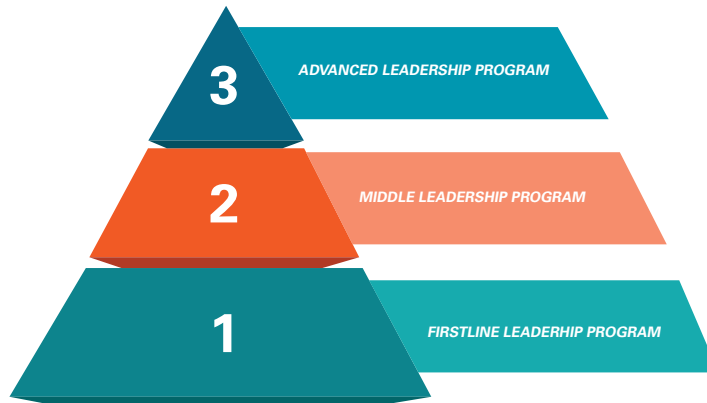 3
ADVANCED LEADERSHIP PROGRAM
2
MIDDLE LEADERSHIP PROGRAM
1
FIRSTLINE LEADERHIP PROGRAM